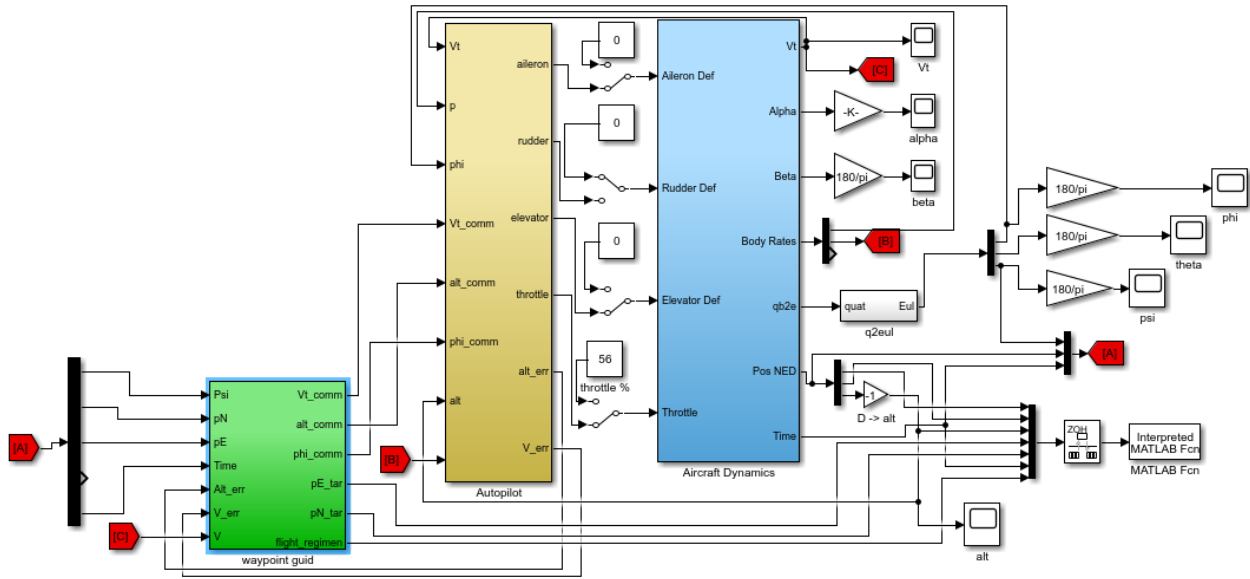 [A]
[C]
Psi
pN
pE
Time
Alt_err
V_err
V
Vt_comm
alt_comm
phi_comm
pE_tar
pN_tar
flight_regimen
waypoint guid
[B]
Vt
p
phi
Vt_comm
alt_comm
phi_comm
alt
aileron
rudder
elevator
throttle
alt_err
V_err
Autopilot
0
0
0
56
throttle %
Aileron Def
Rudder Def
Elevator Def
Throttle
Vt
Alpha
Beta
Body Rates
qb2e
Pos NED
Time
Aircraft Dynamics
Vt
[C]
-K-
alpha
180/pi
beta
[B]
quat
Eul
q2eul
180/pi
phi
180/pi
theta
180/pi
psi
[A]
-1
D -> alt
ZOH
Interpreted
MATLAB Fcn
MATLAB Fcn
alt